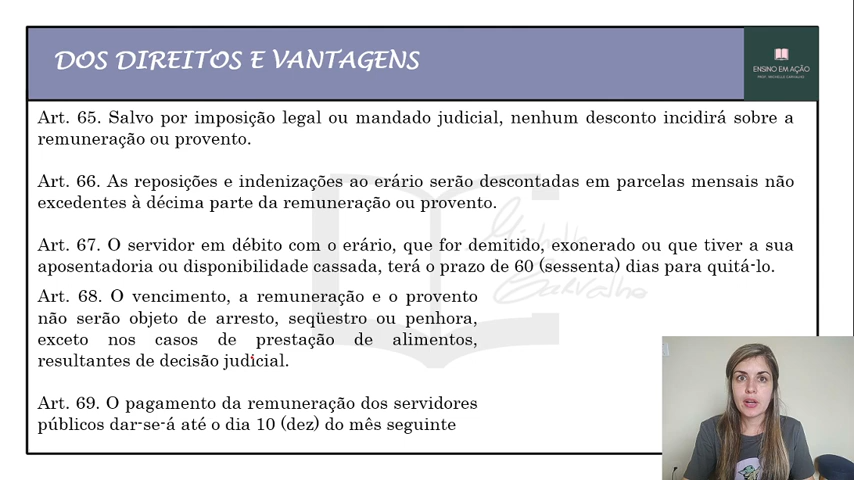 DOS DIREITOS E VANTAGENS
ENSINO EM AÇÃO
PROF. MICHELLE CARVALHO
Art. 65. Salvo por imposição legal ou mandado judicial, nenhum desconto incidirá sobre a
remuneração ou provento.
Art. 66. As reposições e indenizações ao erário serão descontadas em parcelas mensais não
excedentes à décima parte da remuneração ou provento.
Art. 67. O servidor em débito com o erário, que for demitido, exonerado ou que tiver a sua
aposentadoria ou disponibilidade cassada, terá o prazo de 60 (sessenta) dias para quitá-lo.
Art. 68. O vencimento, a remuneração e o provento
não serão objeto de arresto, seqüestro ou penhora,
exceto nos casos de prestação de alimentos,
resultantes de decisão judicial.
Art. 69. O pagamento da remuneração dos servidores
públicos dar-se-á até o dia 10 (dez) do mês seguinte
Michelle
Carvalho